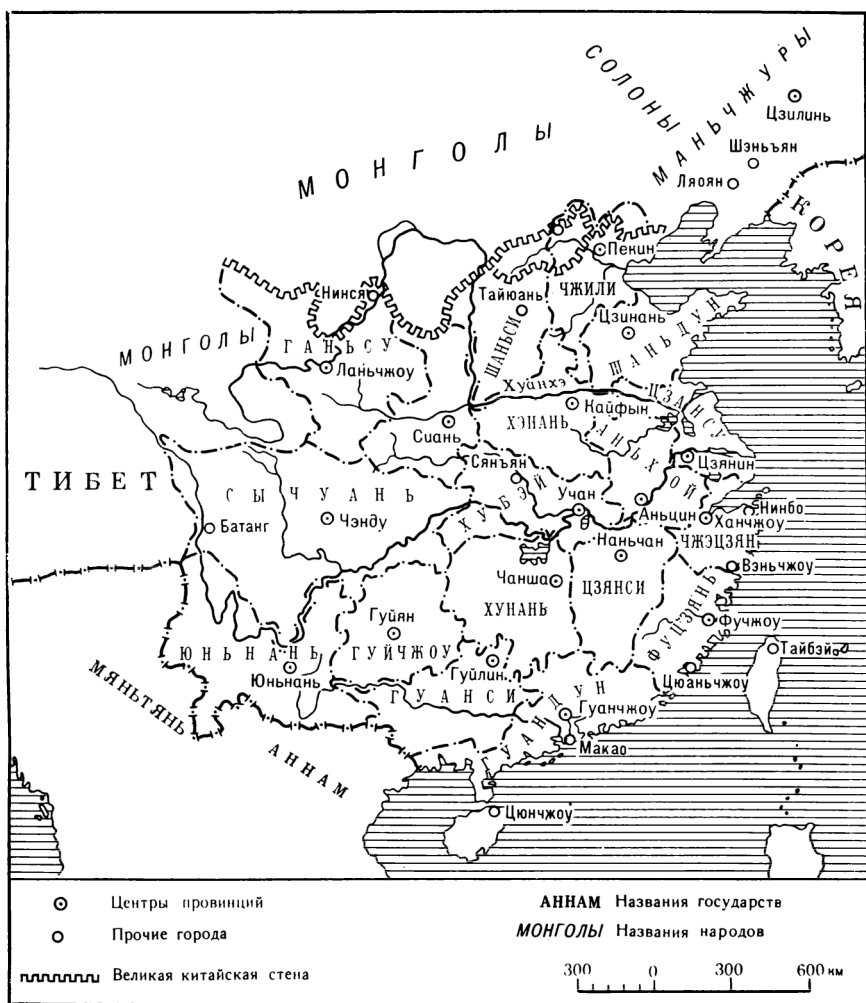 СОЛОНЫ
МАНЬЧЖУРЫ
Цзилинь
Шэньъян
Ляоян
МОНГОЛЫ
КОРЕЯ
Пекин
Нинся
Тайюань
ЧЖИЛИ
Цзинань
МОНГОЛЫ
ГАНЬСУ
ШАНЬСИ
ШАНЬДУН
Ланьчжоу
Хуанхэ
ЦЗАНСУ
Сиань
ХЭНАНЬ
Кайфын
АНЬХОЙ
ТИБЕТ
СЫЧУАНЬ
Сянъян
Цзянин
Батанг
Чэнду
ХУБЭЙ
Учан
Аньцин
Нинбо
Ханчжоу
Наньчан
ЧЖЭЦЗЯН
Чанша
ЦЗЯНСИ
Вэньчжоу
ХУНАНЬ
ФУЦЗЯНЬ
Гуйян
Фучжоу
ЮНЬНАНЬ
ГУЙЧЖОУ
Гуйлин
Тайбэй
Юньнань
Цюаньчжоу
МЯНЬТЯНЬ
ГУАНСИ
ГУАНДУН
Гуанчжоу
АННАМ
Макао
Цюнчжоу
Центры провинций
Прочие города
Великая китайская стена
АННАМ Названия государств
МОНГОЛЫ Названия народов
300 0 300 600 км